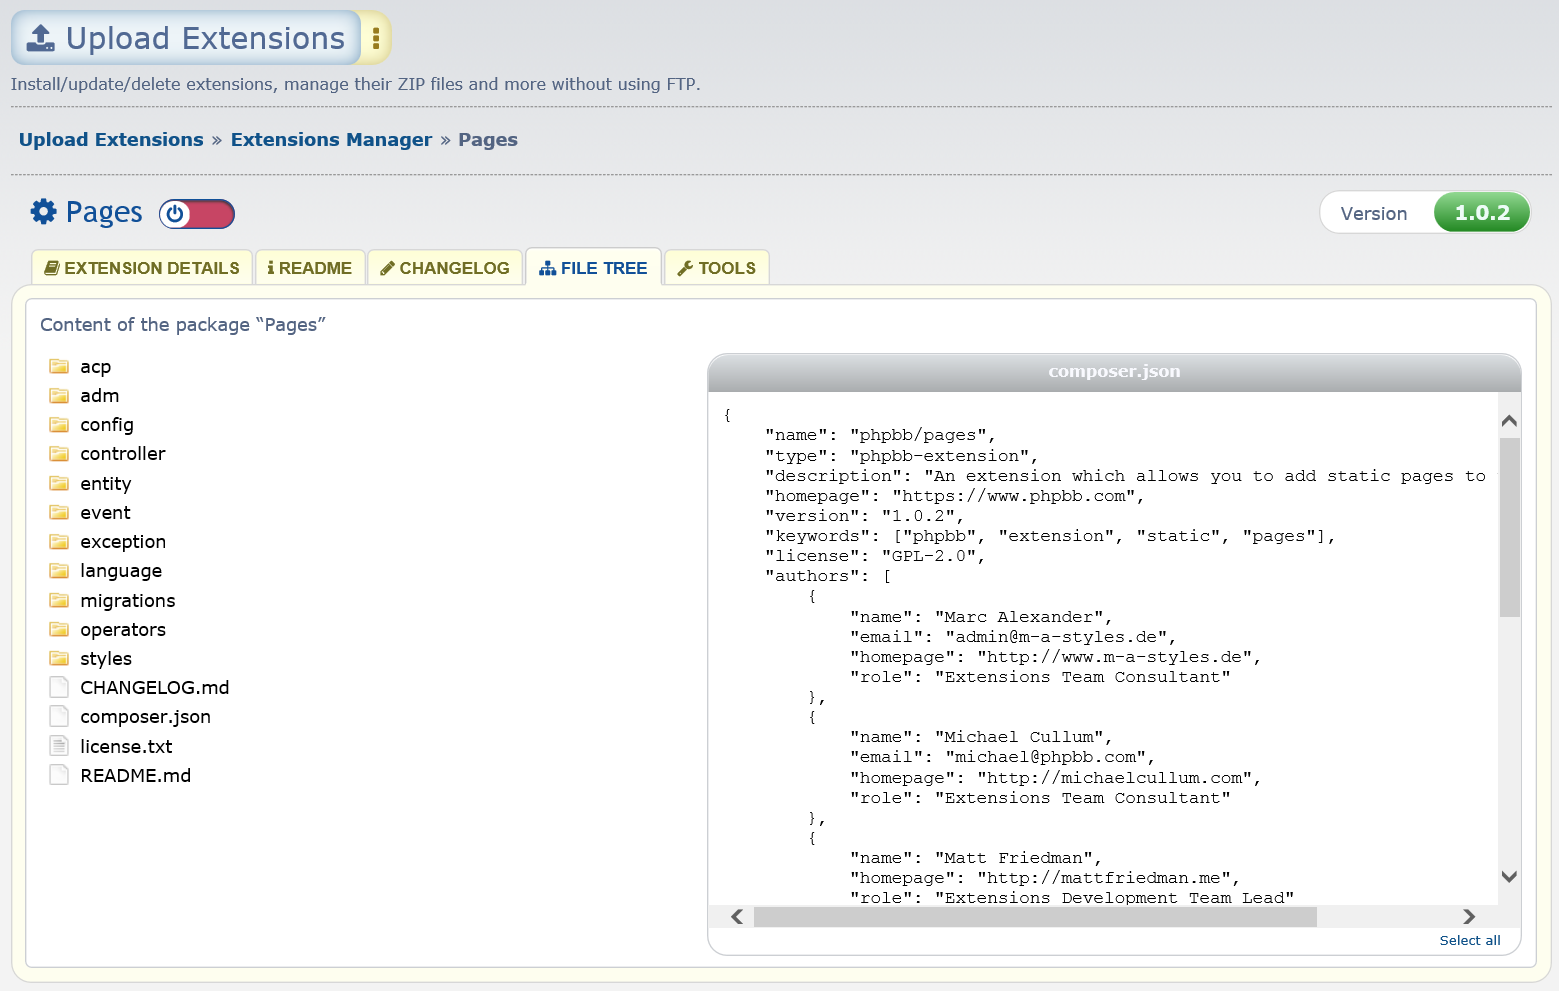 Upload Extensions
Install/update/delete extensions, manage their ZIP files and more without using FTP.
Upload Extensions » Extensions Manager » Pages
Pages
Version 1.0.2
EXTENSION DETAILS
README
CHANGELOG
FILE TREE
TOOLS
Content of the package “Pages”
acp
adm
config
controller
entity
event
exception
language
migrations
operators
styles
CHANGELOG.md
composer.json
license.txt
README.md
composer.json
{
    "name": "phpbb/pages",
    "type": "phpbb-extension",
    "description": "An extension which allows you to add static pages to
    "homepage": "https://www.phpbb.com",
    "version": "1.0.2",
    "keywords": ["phpbb", "extension", "static", "pages"],
    "license": "GPL-2.0",
    "authors": [
        {
            "name": "Marc Alexander",
            "email": "admin@m-a-styles.de",
            "homepage": "http://www.m-a-styles.de",
            "role": "Extensions Team Consultant"
        },
        {
            "name": "Michael Cullum",
            "email": "michael@phpbb.com",
            "homepage": "http://michaelcullum.com",
            "role": "Extensions Team Consultant"
        },
        {
            "name": "Matt Friedman",
            "homepage": "http://mattfriedman.me",
            "role": "Extensions Development Team Lead"
Select all